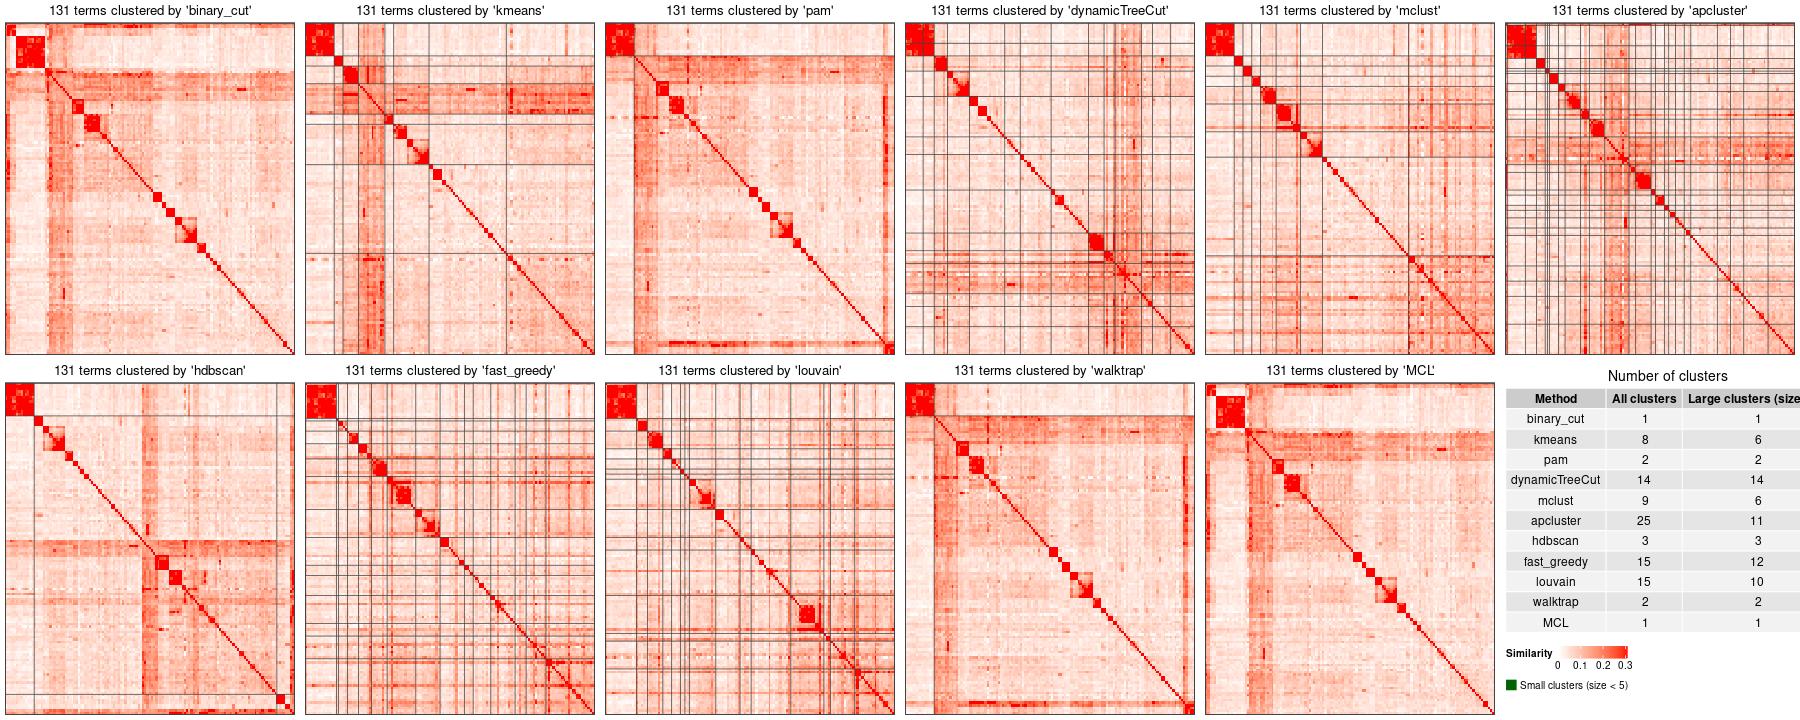 131 terms clustered by 'binary_cut'
131 terms clustered by 'kmeans'
131 terms clustered by 'pam'
131 terms clustered by 'dynamicTreeCut'
131 terms clustered by 'mclust'
131 terms clustered by 'apcluster'
131 terms clustered by 'hdbscan'
131 terms clustered by 'fast_greedy'
131 terms clustered by 'louvain'
131 terms clustered by 'walktrap'
131 terms clustered by 'MCL'
Number of clusters
Method All clusters Large clusters (size
binary_cut 1 1
kmeans 8 6
pam 2 2
dynamicTreeCut 14 14
mclust 9 6
apcluster 25 11
hdbscan 3 3
fast_greedy 15 12
louvain 15 10
walktrap 2 2
MCL 1 1
Similarity
0 0.1 0.2 0.3
Small clusters (size < 5)